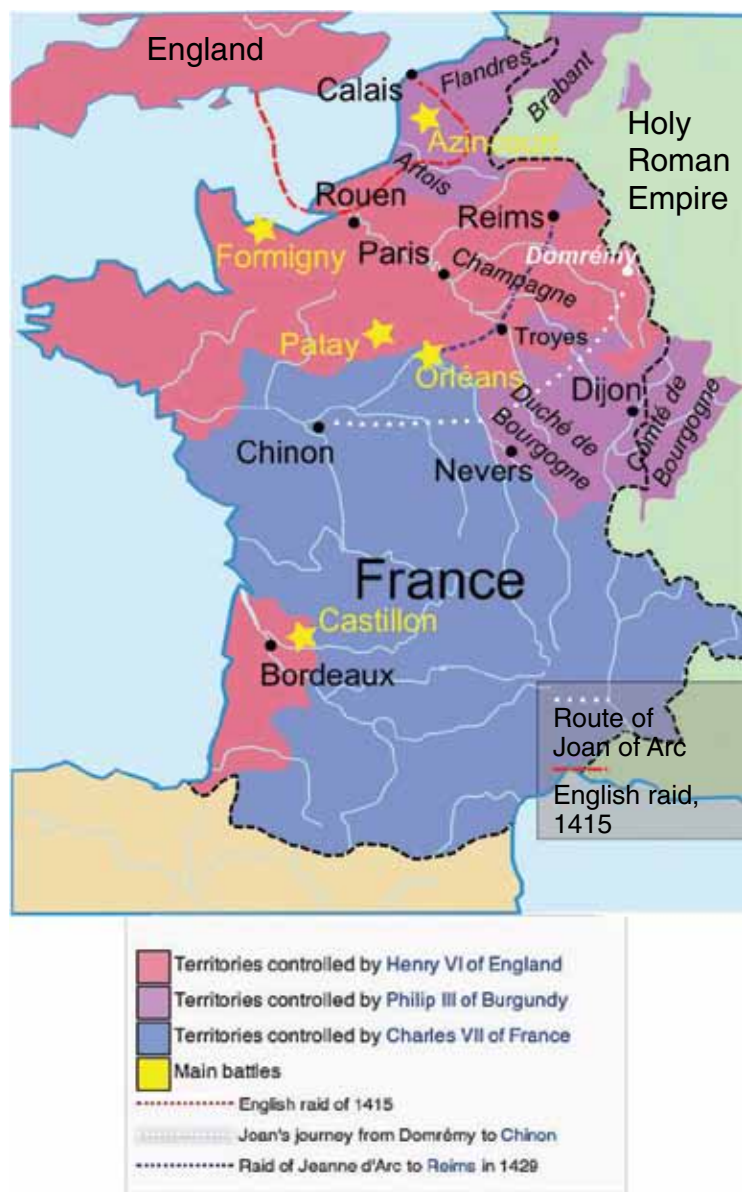 England
Calais
Flandres
Brabant
Azincourt
Artois
Holy
Roman
Empire
Rouen
Reims
Formigny
Paris
Champagne
Domrémy
Patay
Troyes
Orléans
Dijon
Duché de
Bourgogne
Comté de
Bourgogne
Chinon
Nevers
France
Castillon
Bordeaux
Route of
Joan of Arc
English raid,
1415
Territories controlled by Henry VI of England
Territories controlled by Philip III of Burgundy
Territories controlled by Charles VII of France
Main battles
English raid of 1415
Joan's journey from Domrémy to Chinon
Raid of Jeanne d'Arc to Reims in 1429